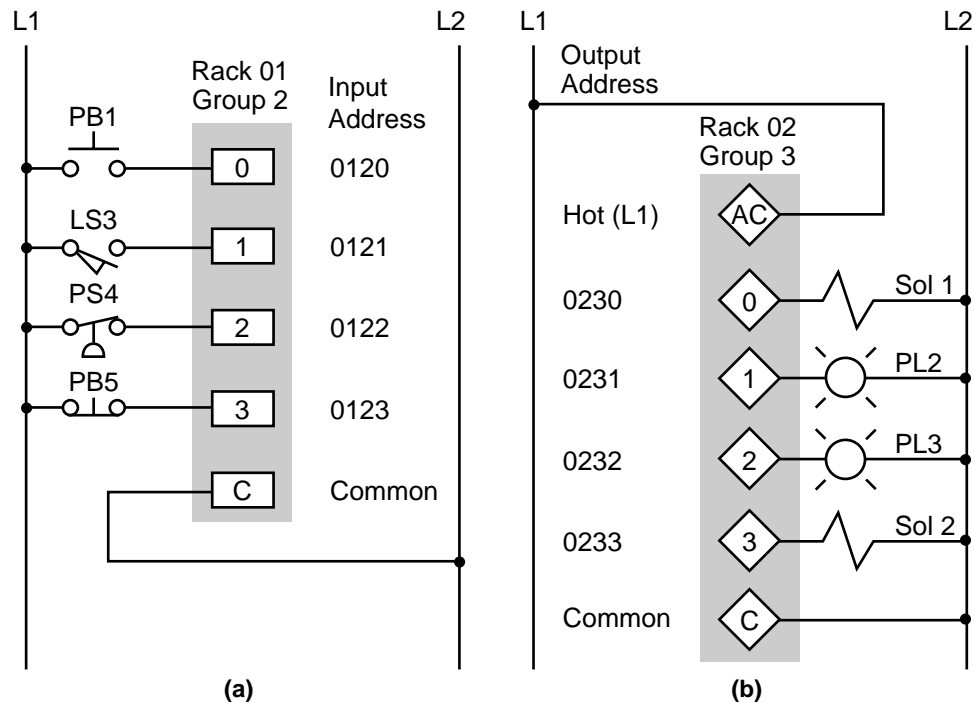 L1
L2
Rack 01
Group 2
Input
Address
PB1
0
0120
LS3
1
0121
PS4
2
0122
PB5
3
0123
C
Common
(a)
L1
L2
Output
Address
Rack 02
Group 3
Hot (L1)
AC
0230
0
Sol 1
0231
1
PL2
0232
2
PL3
0233
3
Sol 2
Common
C
(b)